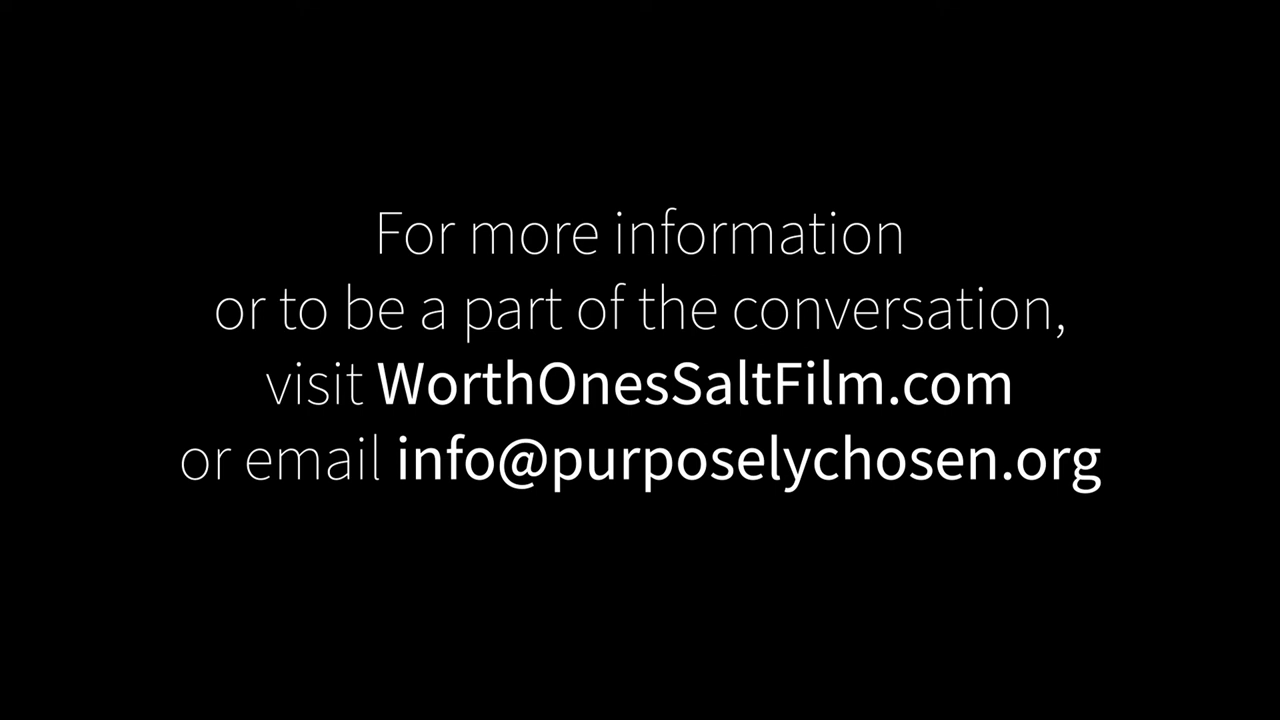 For more information
or to be a part of the conversation,
visit WorthOnesSaltFilm.com
or email info@purposelychosen.org